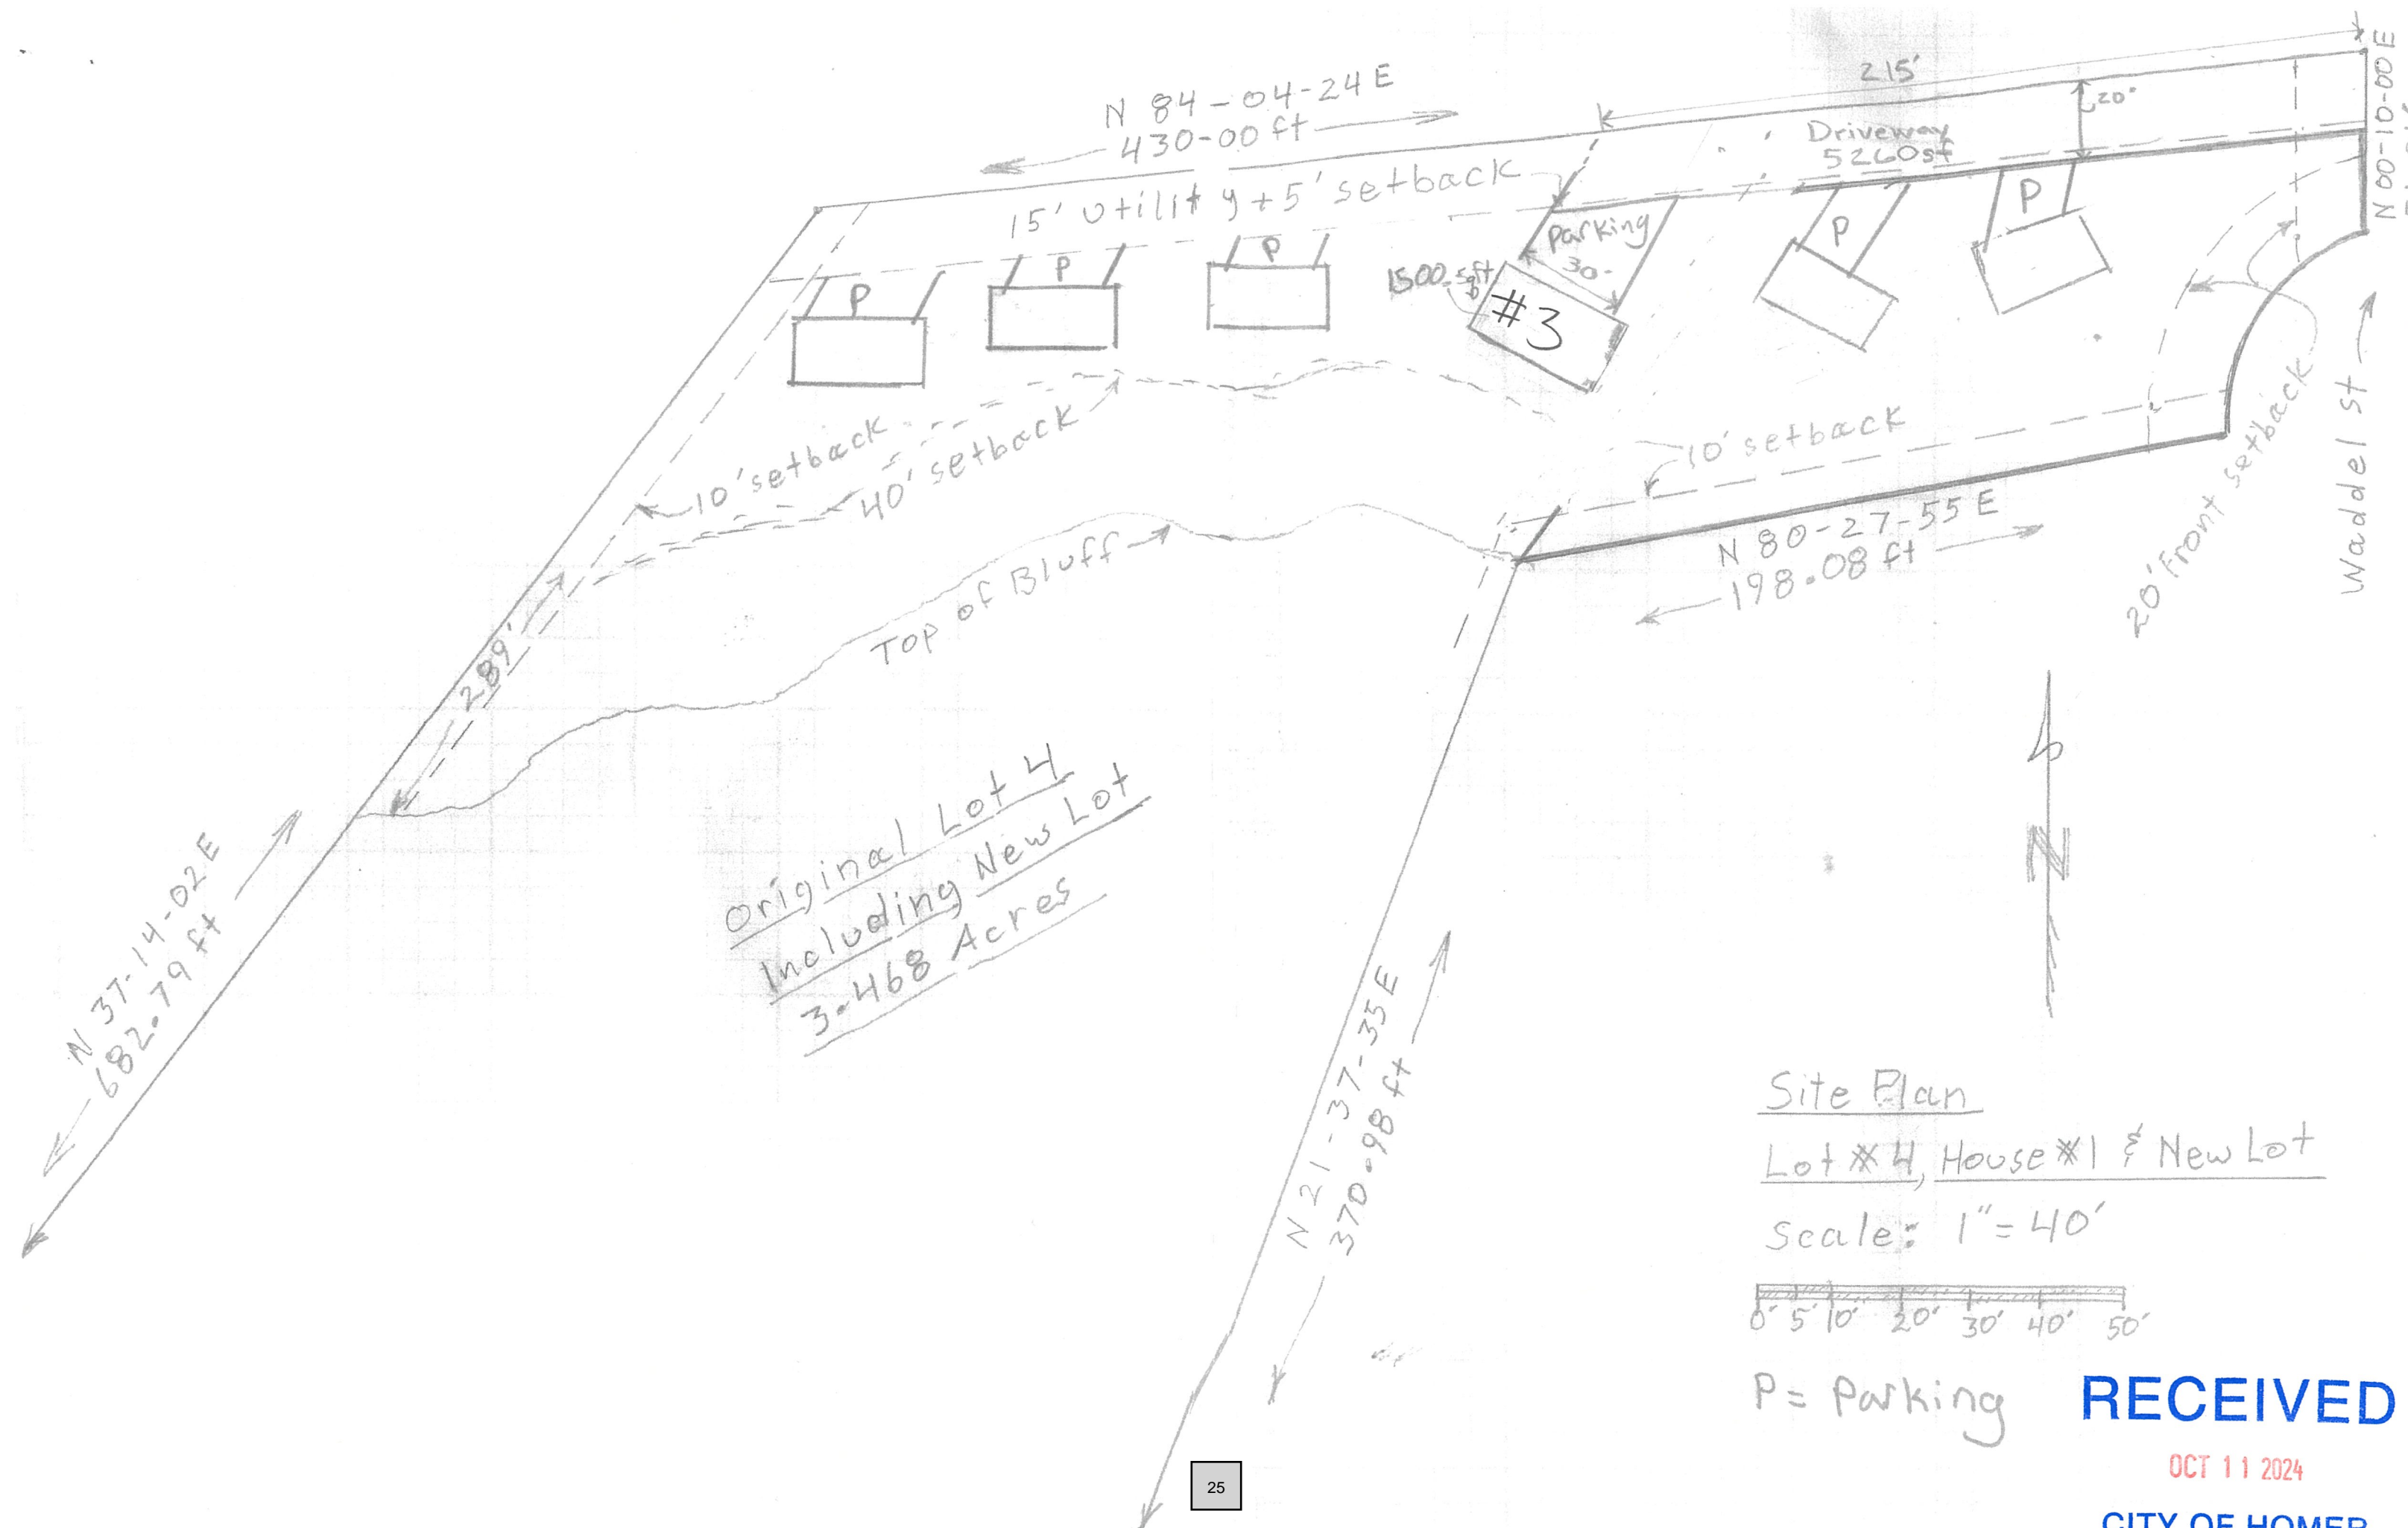 N 84-04-24 E
430-00 ft
215'
20'
Driveway
5260sf
N 00-10-00 E
15' utility + 5' setback
P
P
P
Parking
30'
1500 sqft
#3
P
P
10' setback
40' setback
10' setback
N 80-27-55 E
198.08 ft
20' Front setback
Waddel st
Top of Bluff
289'
N 37-14-02 E
682.79 ft
Original Lot 4
Including New Lot
3.468 Acres
N 21-37-35 E
370.98 ft
N
Site Plan
Lot #4, House #1 & New Lot
Scale: 1"=40'
0' 5' 10' 20' 30' 40' 50'
P = Parking
RECEIVED
OCT 11 2024
CITY OF HOMER
25